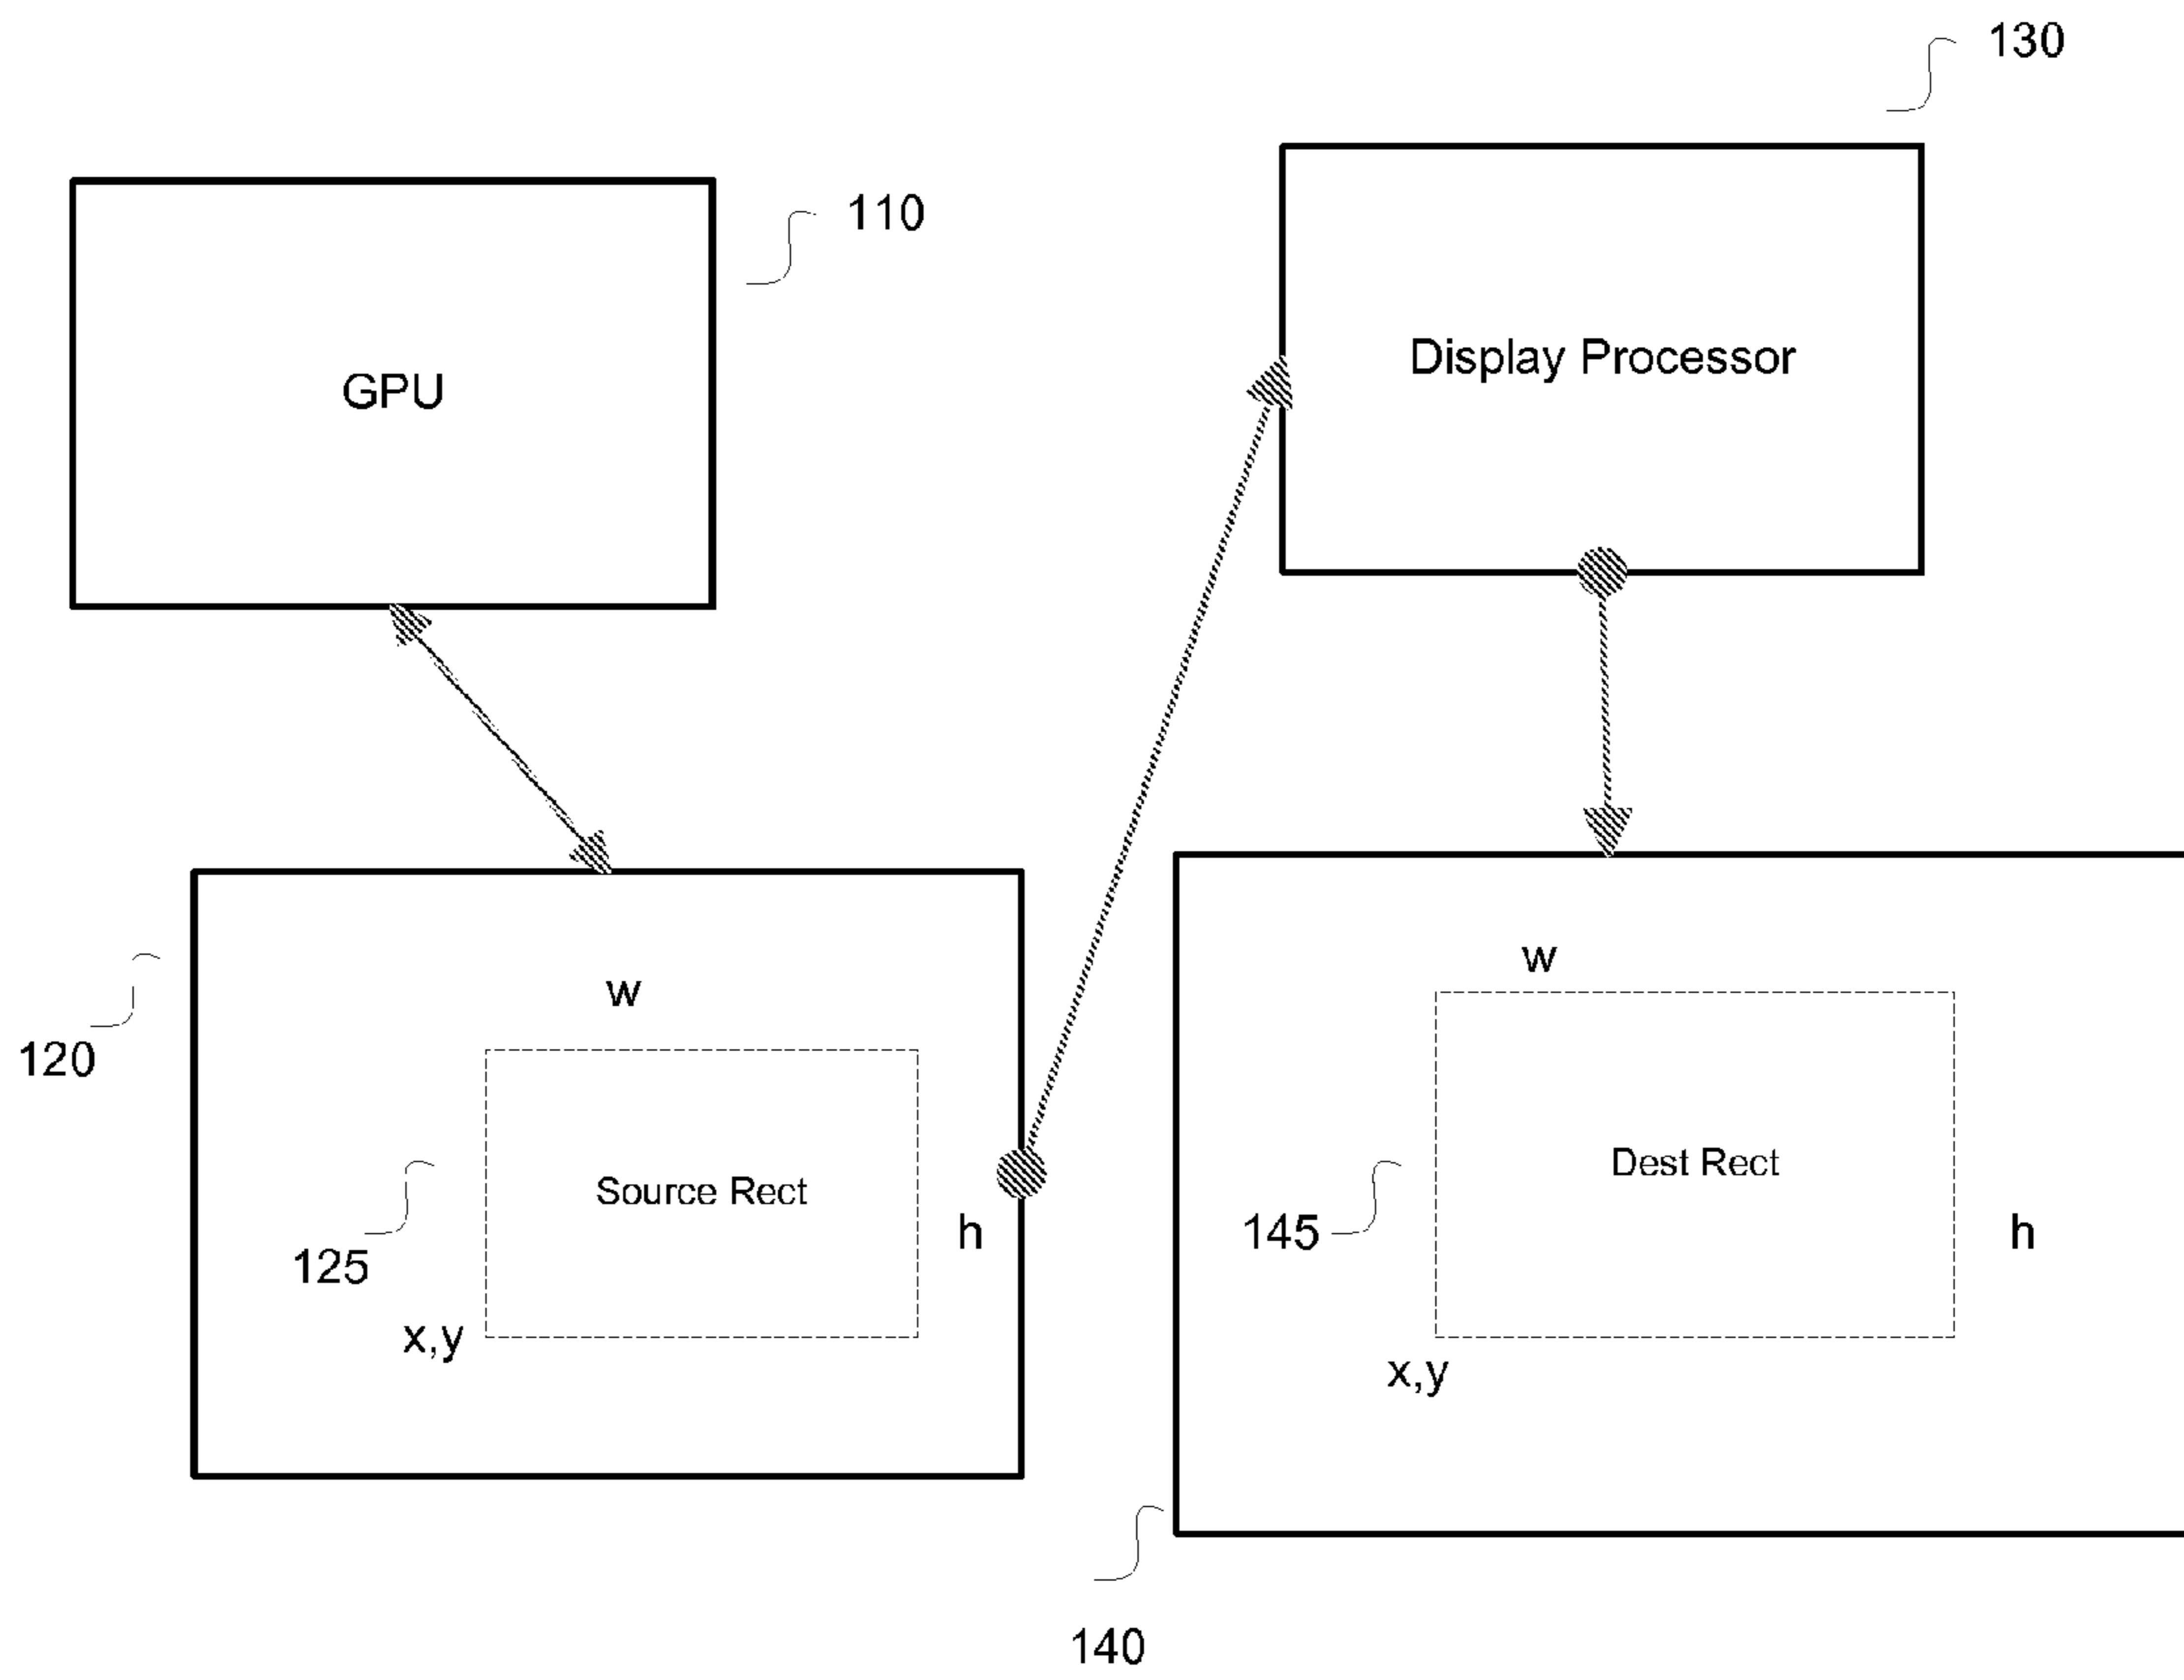 130
110
GPU
Display Processor
w
w
120
Source Rect
Dest Rect
h
145
h
125
x,y
x,y
140